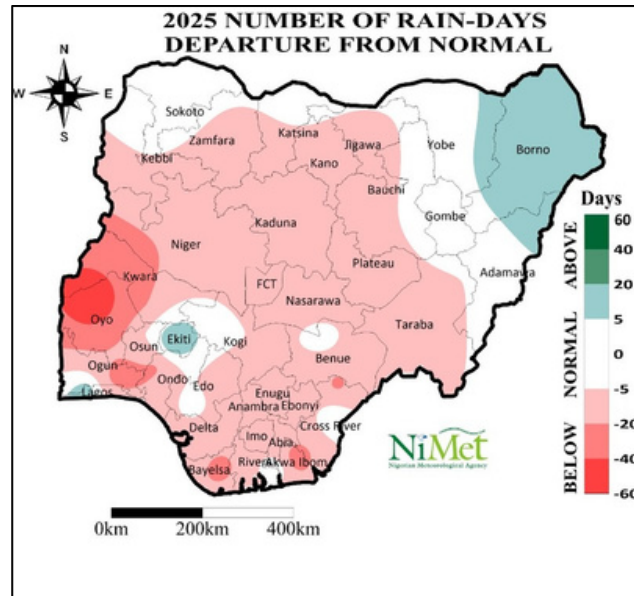 2025 NUMBER OF RAIN-DAYS
DEPARTURE FROM NORMAL
N
W E
S
Sokoto
Katsina
Zamfara
Jigawa
Yobe
Borno
Kebbi
Kano
Bauchi
Gombe
Kaduna
Niger
Adamawa
Kwara
Plateau
FCT
Nasarawa
Taraba
Oyo
Ekiti
Kogi
Osun
Benue
Ogun
Ondo
Edo
Lagos
Enugu
Anambra
Ebonyi
Delta
Cross River
Imo
Abia
Rivers
Akwa Ibom
Bayelsa
Days
60
60
20
5
0
-5
-20
-40
-60
ABOVE
NORMAL
BELOW
NiMet
Nigerian Meteorological Agency
0km 200km 400km